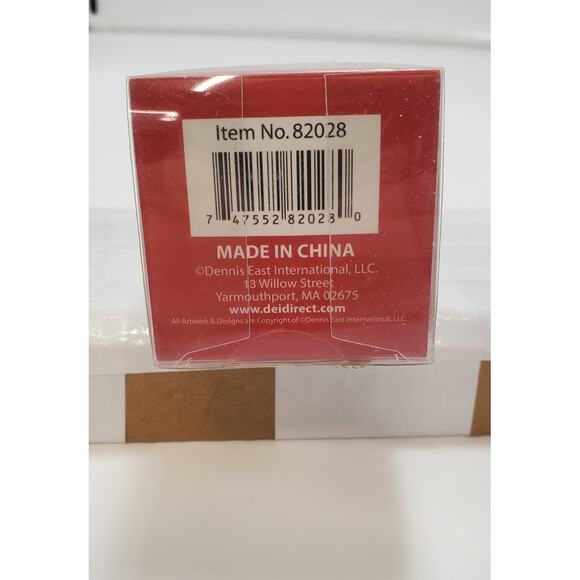 Item No. 82028
7 47552 82028 0
MADE IN CHINA
©Dennis East International, LLC.
13 Willow Street
Yarmouthport, MA 02675
www.deidirect.com
All Artwork & Designs are Copyright of ©Dennis East International, LLC.